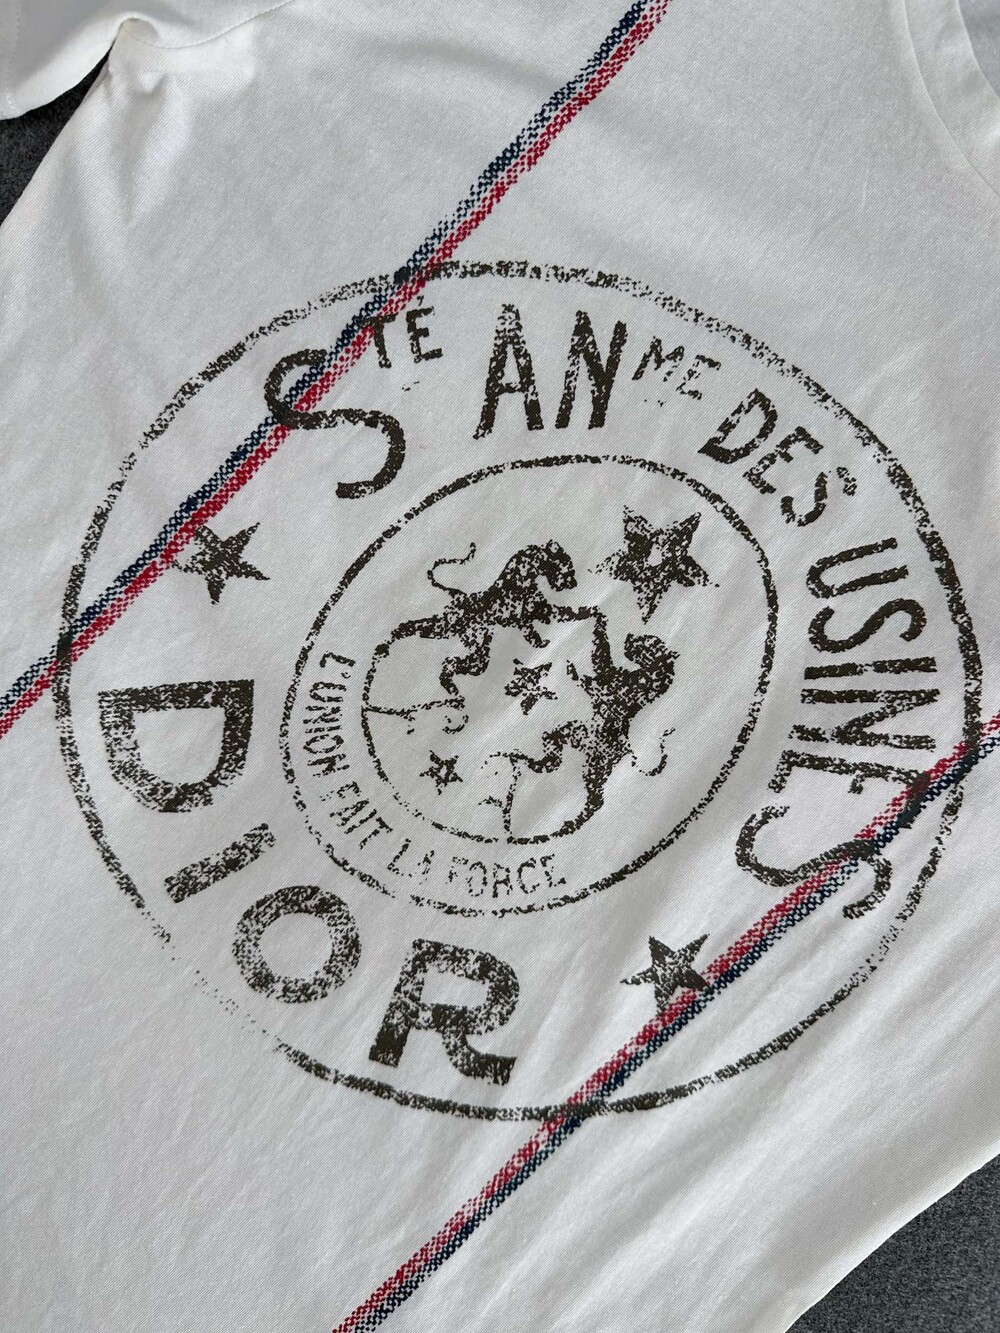 STÉ ANME DES USINES
DIOR
L'UNION FAIT LA FORCE